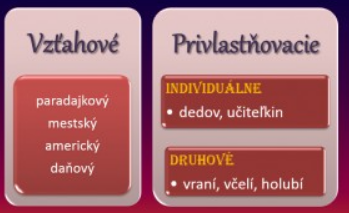 Vzťahové
paradajkový
mestský
americký
daňový
Privlastňovacie
INDIVIDUÁLNE
• dedov, učiteľkin
DRUHOVÉ
• vraní, včelí, holubí